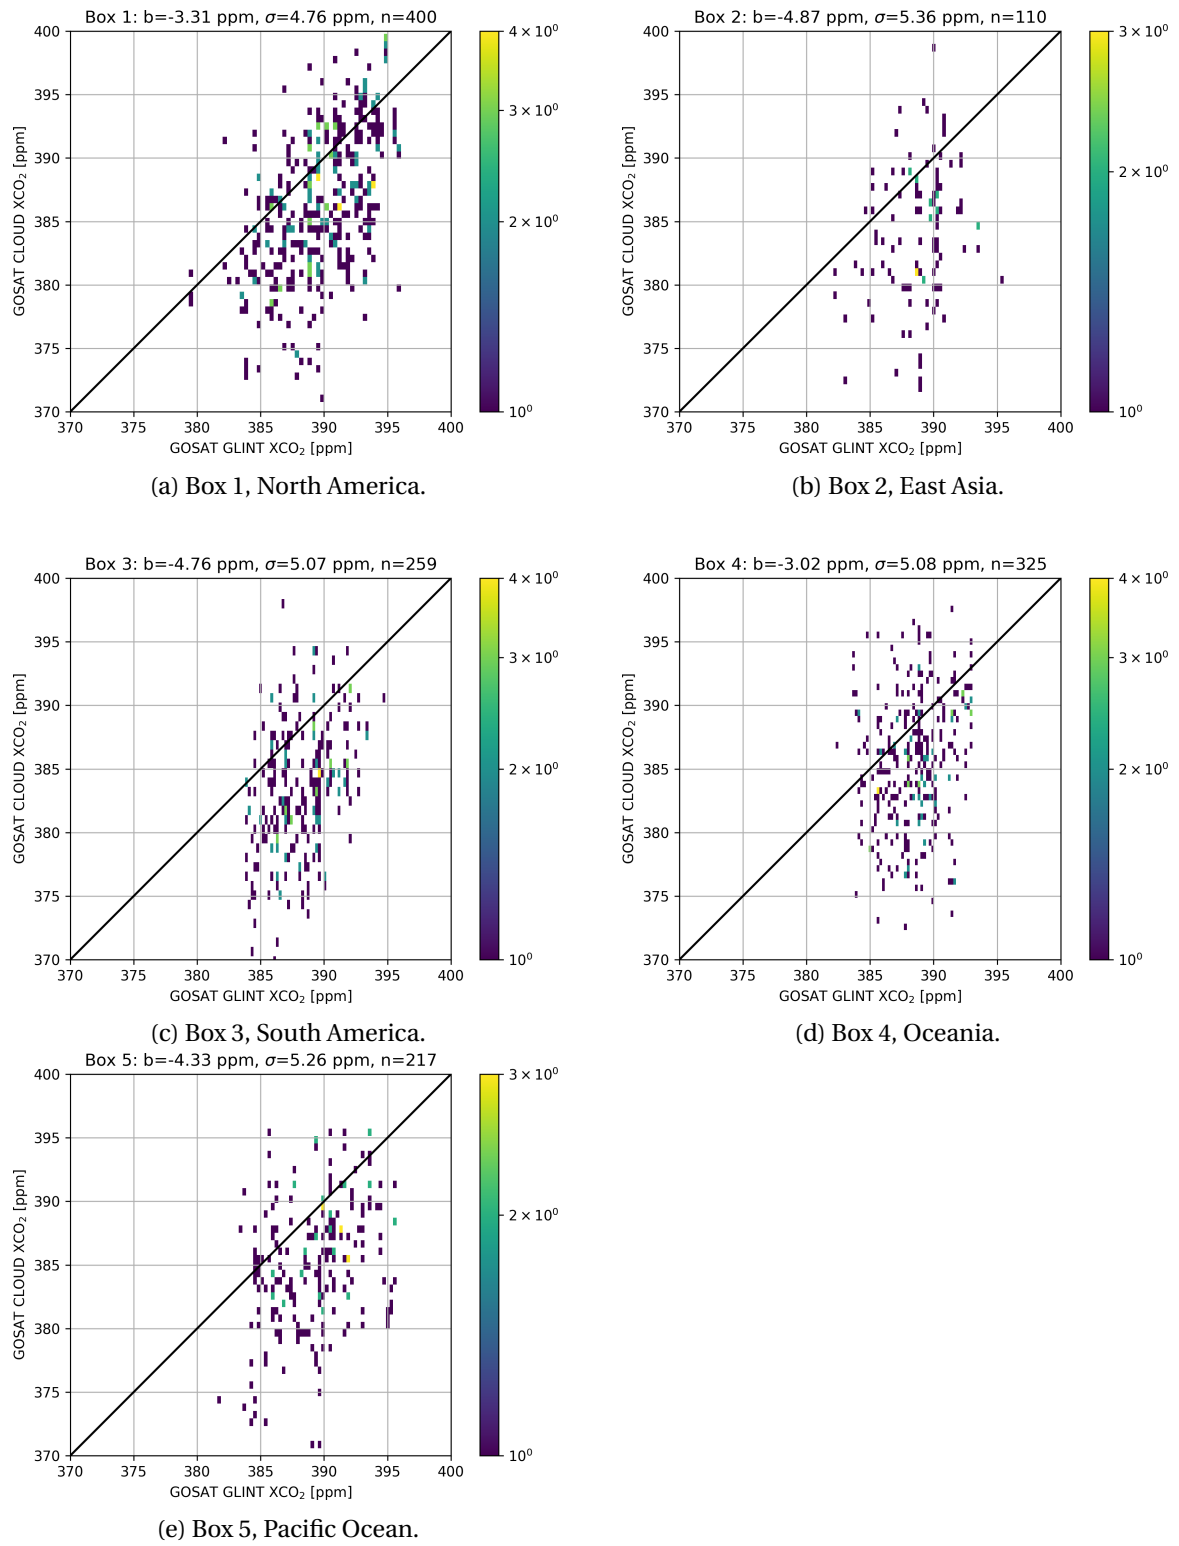 Box 1: b=-3.31 ppm, σ=4.76 ppm, n=400
400
395
390
385
380
375
370
GOSAT CLOUD XCO₂ [ppm]
370 375 380 385 390 395 400
GOSAT GLINT XCO₂ [ppm]
4 × 10⁰
3 × 10⁰
2 × 10⁰
10⁰
(a) Box 1, North America.
Box 2: b=-4.87 ppm, σ=5.36 ppm, n=110
400
395
390
385
380
375
370
GOSAT CLOUD XCO₂ [ppm]
370 375 380 385 390 395 400
GOSAT GLINT XCO₂ [ppm]
3 × 10⁰
2 × 10⁰
10⁰
(b) Box 2, East Asia.
Box 3: b=-4.76 ppm, σ=5.07 ppm, n=259
400
395
390
385
380
375
370
GOSAT CLOUD XCO₂ [ppm]
370 375 380 385 390 395 400
GOSAT GLINT XCO₂ [ppm]
4 × 10⁰
3 × 10⁰
2 × 10⁰
10⁰
(c) Box 3, South America.
Box 4: b=-3.02 ppm, σ=5.08 ppm, n=325
400
395
390
385
380
375
370
GOSAT CLOUD XCO₂ [ppm]
370 375 380 385 390 395 400
GOSAT GLINT XCO₂ [ppm]
4 × 10⁰
3 × 10⁰
2 × 10⁰
10⁰
(d) Box 4, Oceania.
Box 5: b=-4.33 ppm, σ=5.26 ppm, n=217
400
395
390
385
380
375
370
GOSAT CLOUD XCO₂ [ppm]
370 375 380 385 390 395 400
GOSAT GLINT XCO₂ [ppm]
3 × 10⁰
2 × 10⁰
10⁰
(e) Box 5, Pacific Ocean.